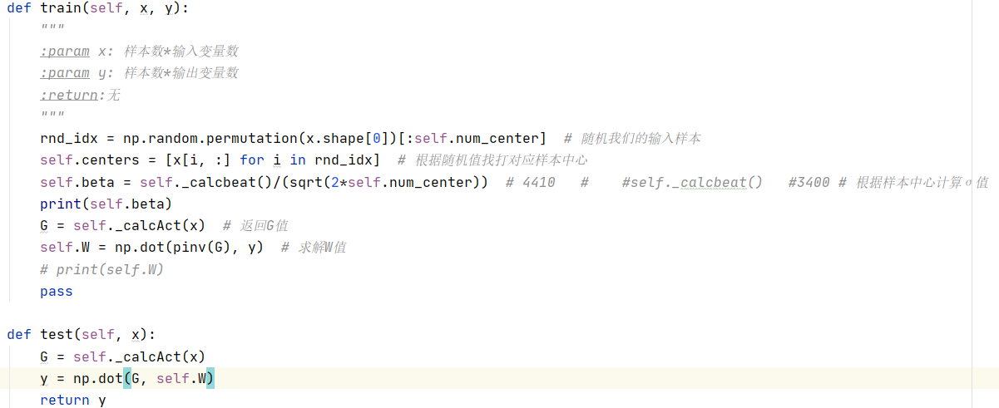 def train(self, x, y):
"""
:param x: 样本数*输入变量数
:param y: 样本数*输出变量数
:return:无
"""
rnd_idx = np.random.permutation(x.shape[0])[:self.num_center]  # 随机我们的输入样本
self.centers = [x[i, :] for i in rnd_idx]  # 根据随机值找打对应样本中心
self.beta = self._calcbeat()/(sqrt(2*self.num_center))  # 4410   #    #self._calcbeat()   #3400 # 根据样本中心计算σ值
print(self.beta)
G = self._calcAct(x)  # 返回G值
self.W = np.dot(pinv(G), y)  # 求解W值
# print(self.W)
pass
def test(self, x):
G = self._calcAct(x)
y = np.dot(G, self.W)
return y